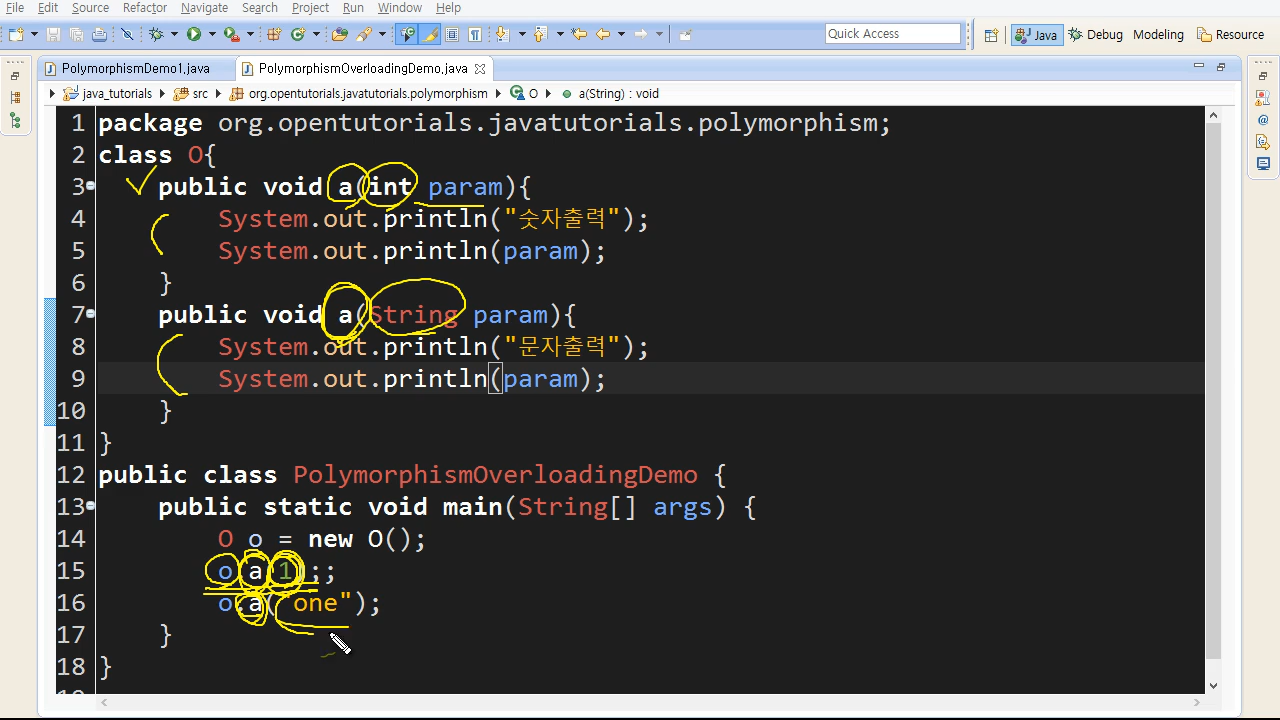 File Edit Source Refactor Navigate Search Project Run Window Help
Quick Access Java Debug Modeling Resource
PolymorphismDemo1.java PolymorphismOverloadingDemo.java
java_tutorials src org.opentutorials.javatutorials.polymorphism O a(String) : void
1 package org.opentutorials.javatutorials.polymorphism;
2 class O{
3 public void a(int param){
4 System.out.println("숫자출력");
5 System.out.println(param);
6 }
7 public void a(String param){
8 System.out.println("문자출력");
9 System.out.println(param);
10 }
11 }
12 public class PolymorphismOverloadingDemo {
13 public static void main(String[] args) {
14 O o = new O();
15 o.a(1);;
16 o.a("one");
17 }
18 }